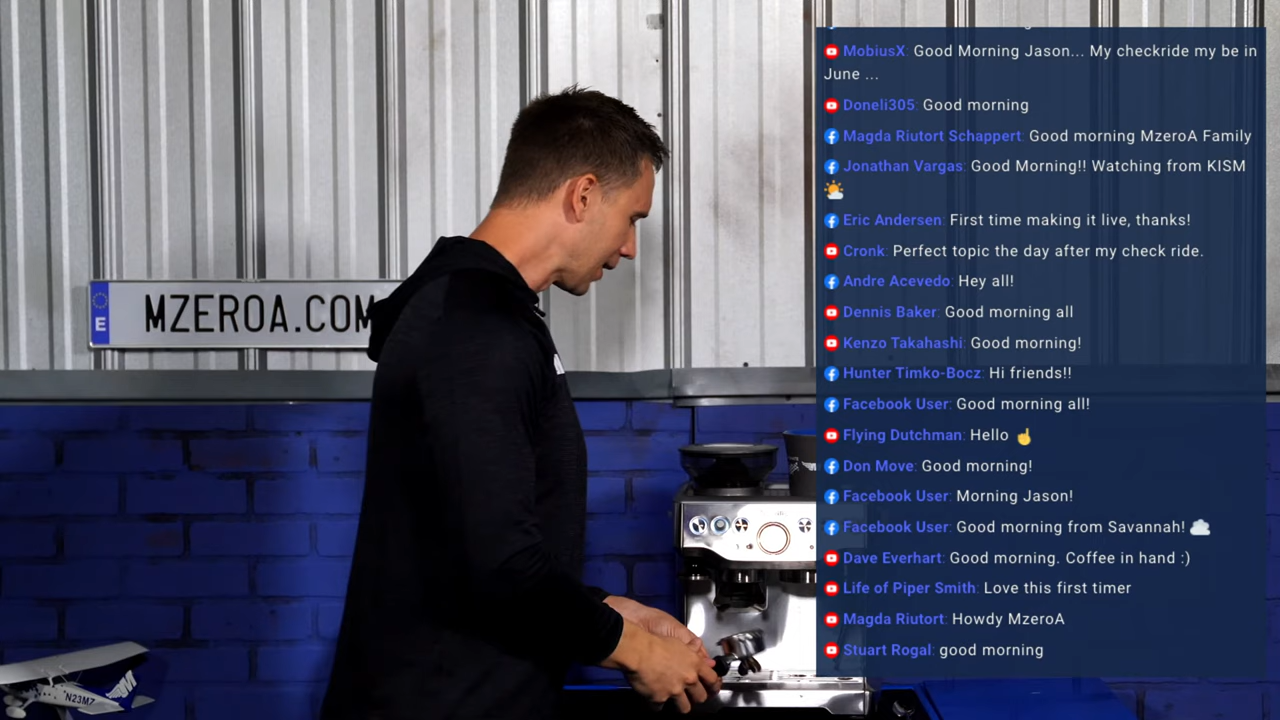 MobiusX: Good Morning Jason... My checkride my be in
June ...
Doneli305: Good morning
Magda Riutort Schappert: Good morning MzeroA Family
Jonathan Vargas: Good Morning!! Watching from KISM
🌤️
Eric Andersen: First time making it live, thanks!
Cronk: Perfect topic the day after my check ride.
Andre Acevedo: Hey all!
Dennis Baker: Good morning all
Kenzo Takahashi: Good morning!
Hunter Timko-Bocz: Hi friends!!
Facebook User: Good morning all!
Flying Dutchman: Hello ☝️
Don Move: Good morning!
Facebook User: Morning Jason!
Facebook User: Good morning from Savannah! ☁️
Dave Everhart: Good morning. Coffee in hand :)
Life of Piper Smith: Love this first timer
Magda Riutort: Howdy MzeroA
Stuart Rogal: good morning
E
MZEROA.COM
N23MZ